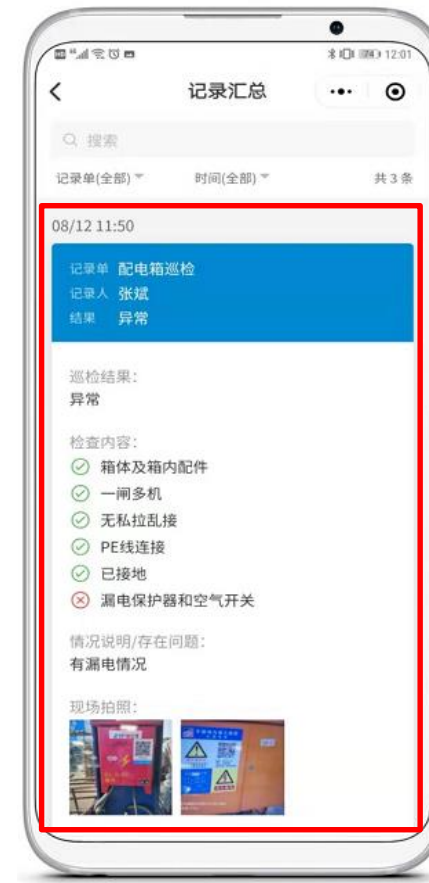 12:01
记录汇总
搜索
记录单(全部) 时间(全部) 共3条
08/12 11:50
记录单 配电箱巡检
记录人 张斌
结果 异常
巡检结果：
异常
检查内容：
箱体及箱内配件
一闸多机
无私拉乱接
PE线连接
已接地
漏电保护器和空气开关
情况说明/存在问题：
有漏电情况
现场拍照：